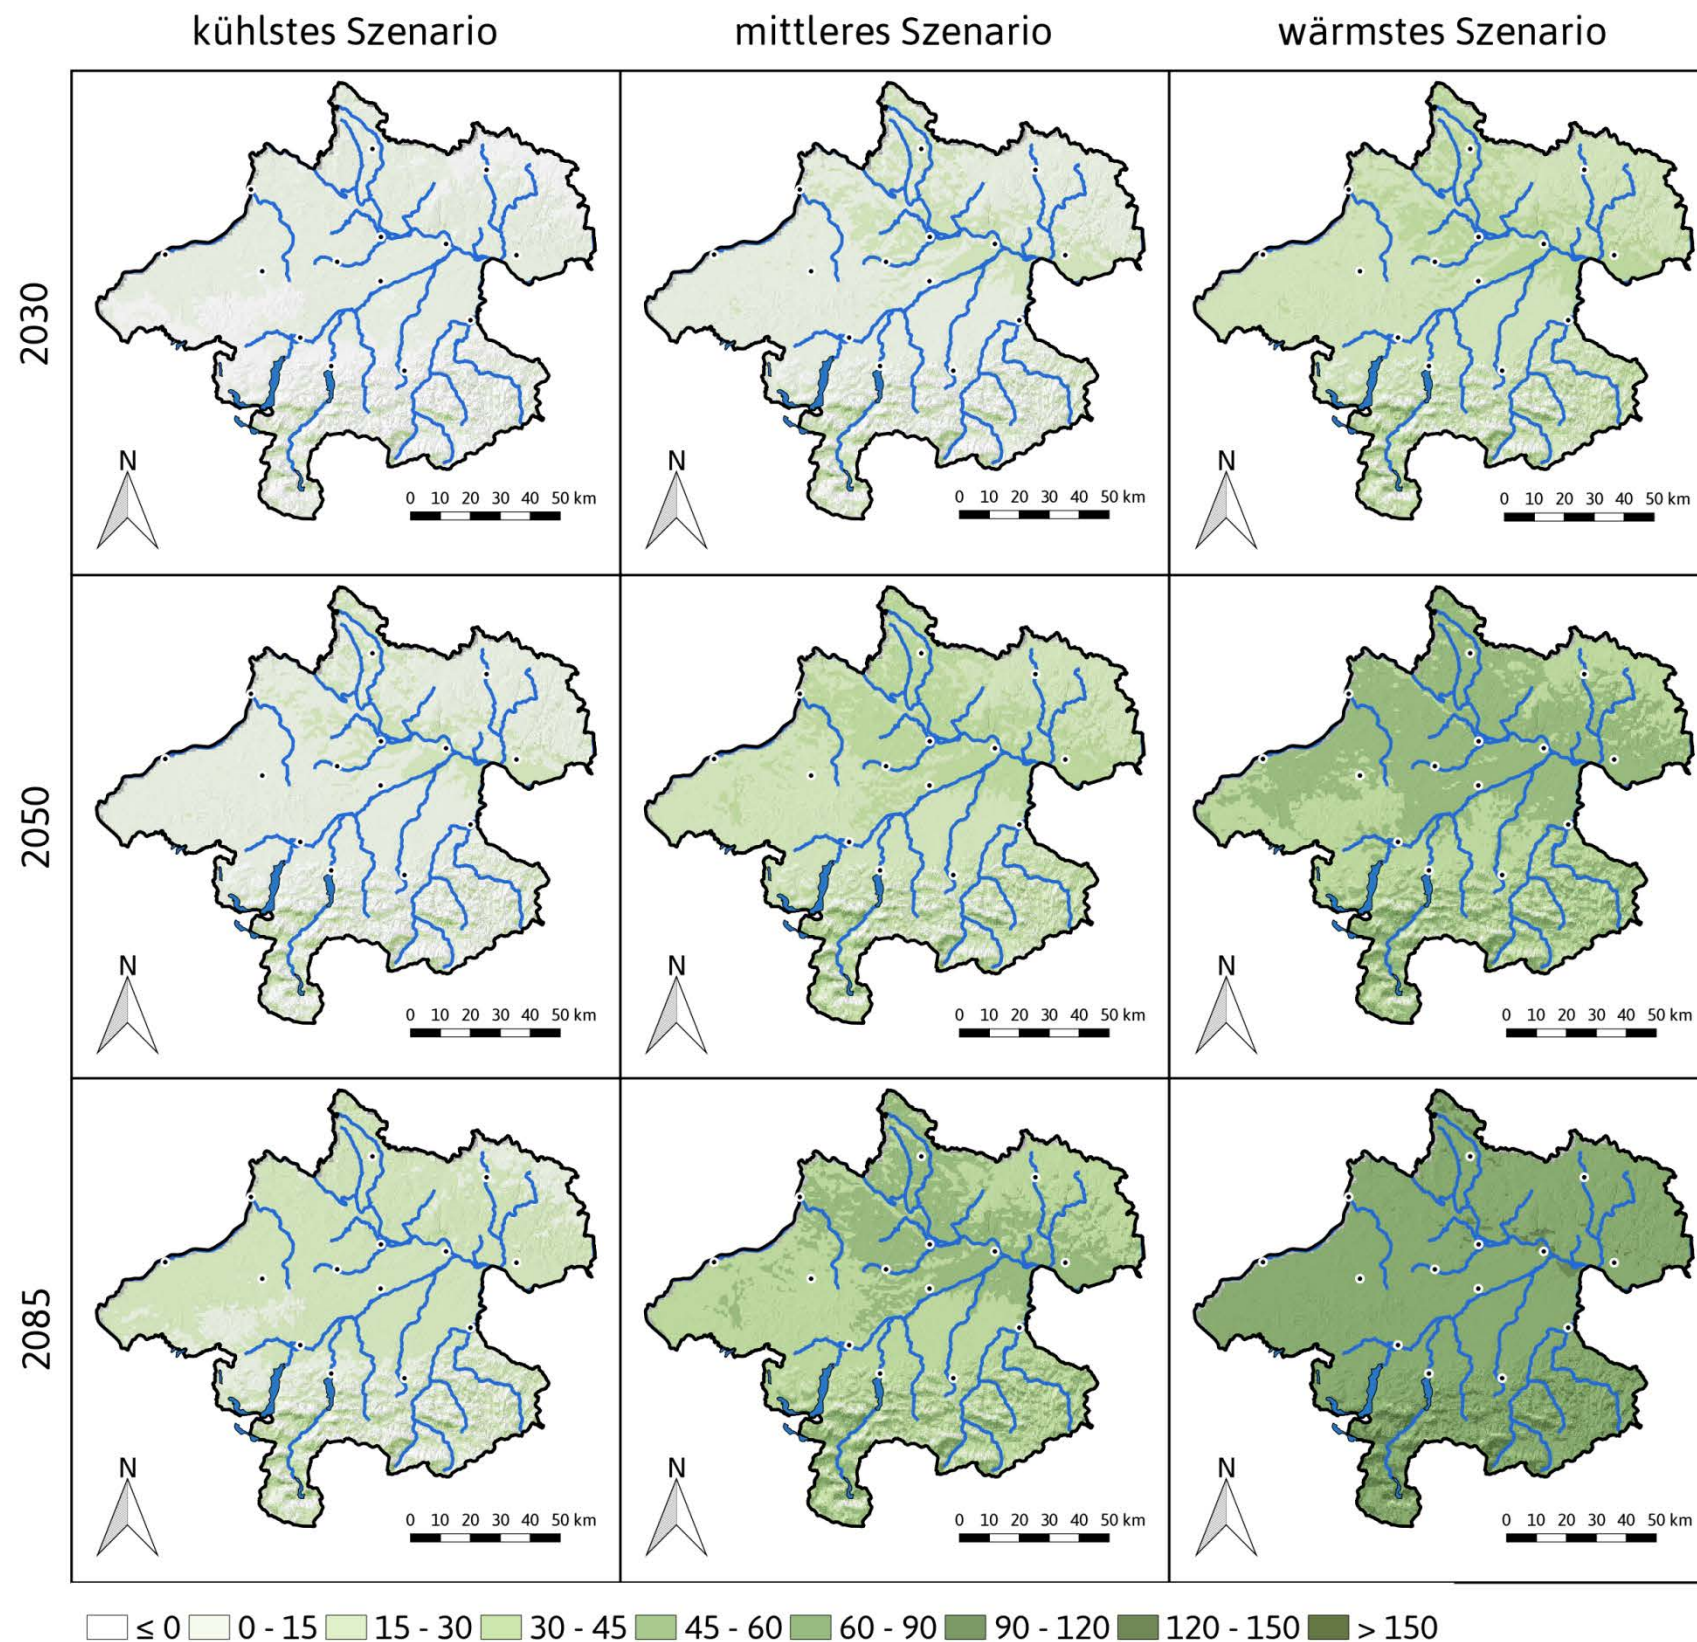 kühlstes Szenario mittleres Szenario wärmstes Szenario
2030
N N N
0 10 20 30 40 50 km 0 10 20 30 40 50 km 0 10 20 30 40 50 km
2050
N N N
0 10 20 30 40 50 km 0 10 20 30 40 50 km 0 10 20 30 40 50 km
2085
N N N
0 10 20 30 40 50 km 0 10 20 30 40 50 km 0 10 20 30 40 50 km
≤ 0 0 - 15 15 - 30 30 - 45 45 - 60 60 - 90 90 - 120 120 - 150 > 150